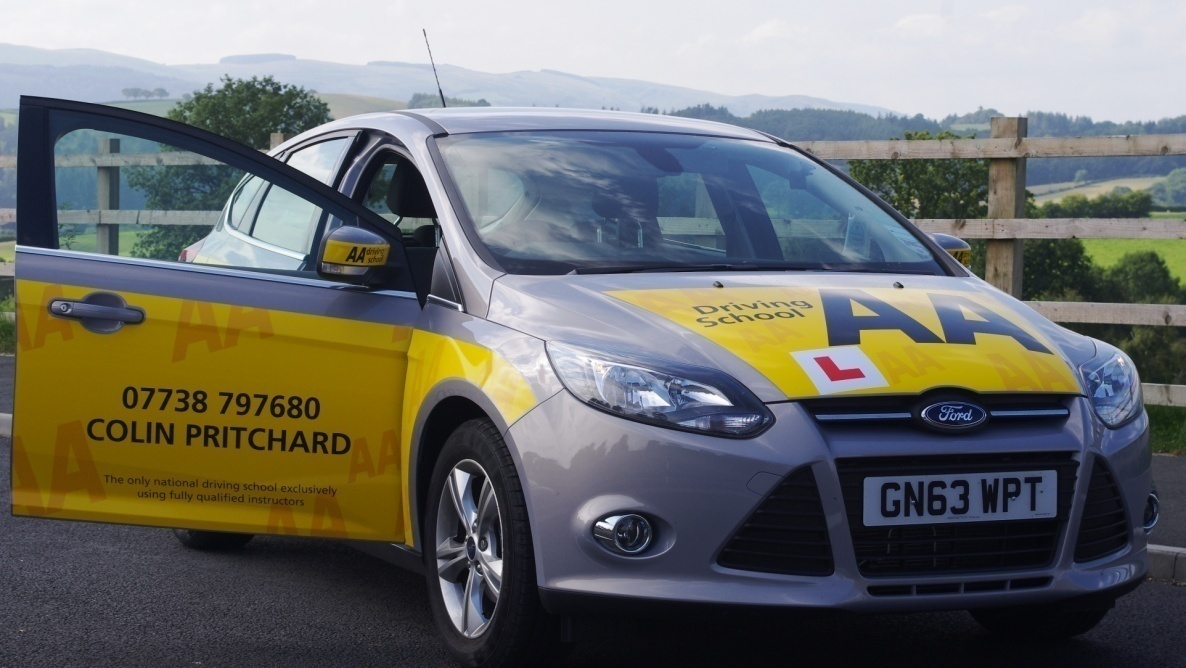 AA driving
school
07738 797680
COLIN PRITCHARD
The only national driving school exclusively
using fully qualified instructors
Driving
School
AA
L
Ford
GN63 WPT